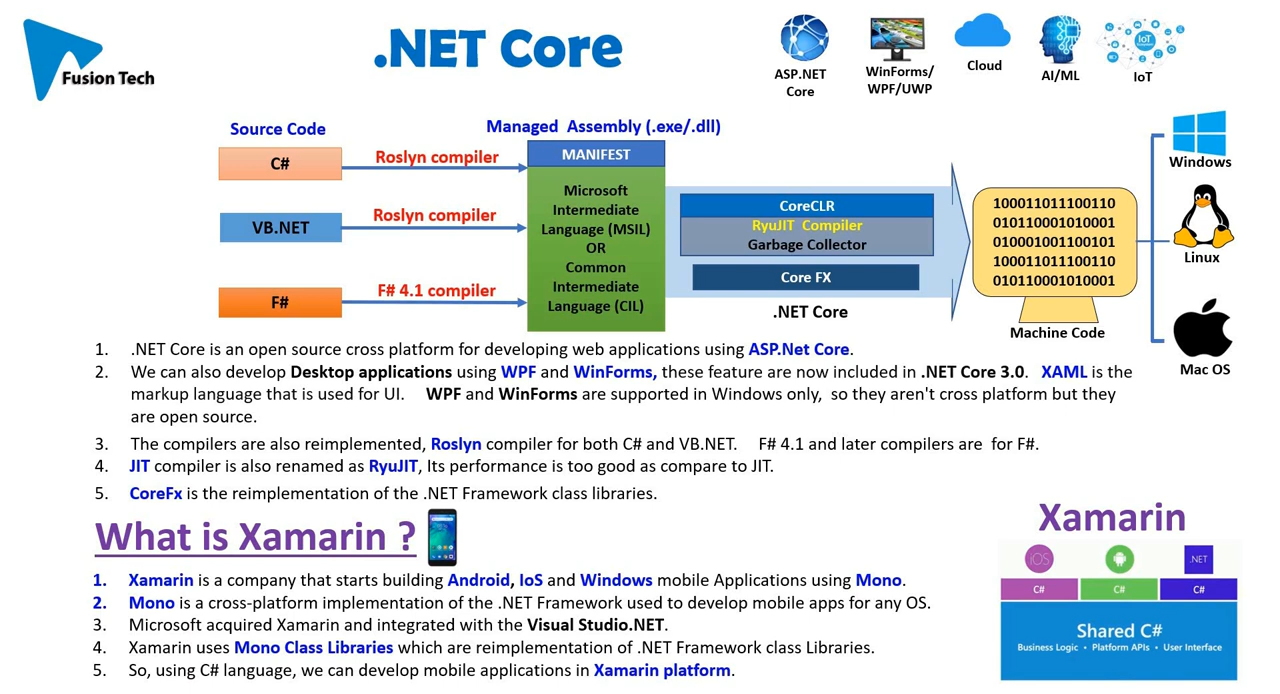 Fusion Tech
.NET Core
ASP.NET
Core
WinForms/
WPF/UWP
Cloud
AI/ML
IoT
IoT
Source Code
Managed Assembly (.exe/.dll)
C#
Roslyn compiler
VB.NET
Roslyn compiler
F#
F# 4.1 compiler
MANIFEST
Microsoft
Intermediate
Language (MSIL)
OR
Common
Intermediate
Language (CIL)
CoreCLR
RyuJIT Compiler
Garbage Collector
Core FX
.NET Core
100011011100110
010110001010001
010001001100101
100011011100110
010110001010001
Machine Code
Windows
Linux
Mac OS
1. .NET Core is an open source cross platform for developing web applications using ASP.Net Core.
2. We can also develop Desktop applications using WPF and WinForms, these feature are now included in .NET Core 3.0. XAML is the
markup language that is used for UI. WPF and WinForms are supported in Windows only, so they aren't cross platform but they
are open source.
3. The compilers are also reimplemented, Roslyn compiler for both C# and VB.NET. F# 4.1 and later compilers are for F#.
4. JIT compiler is also renamed as RyuJIT, Its performance is too good as compare to JIT.
5. CoreFx is the reimplementation of the .NET Framework class libraries.
What is Xamarin ?
1. Xamarin is a company that starts building Android, IoS and Windows mobile Applications using Mono.
2. Mono is a cross-platform implementation of the .NET Framework used to develop mobile apps for any OS.
3. Microsoft acquired Xamarin and integrated with the Visual Studio.NET.
4. Xamarin uses Mono Class Libraries which are reimplementation of .NET Framework class Libraries.
5. So, using C# language, we can develop mobile applications in Xamarin platform.
Xamarin
iOS
.NET
C#
C#
C#
Shared C#
Business Logic • Platform APIs • User Interface